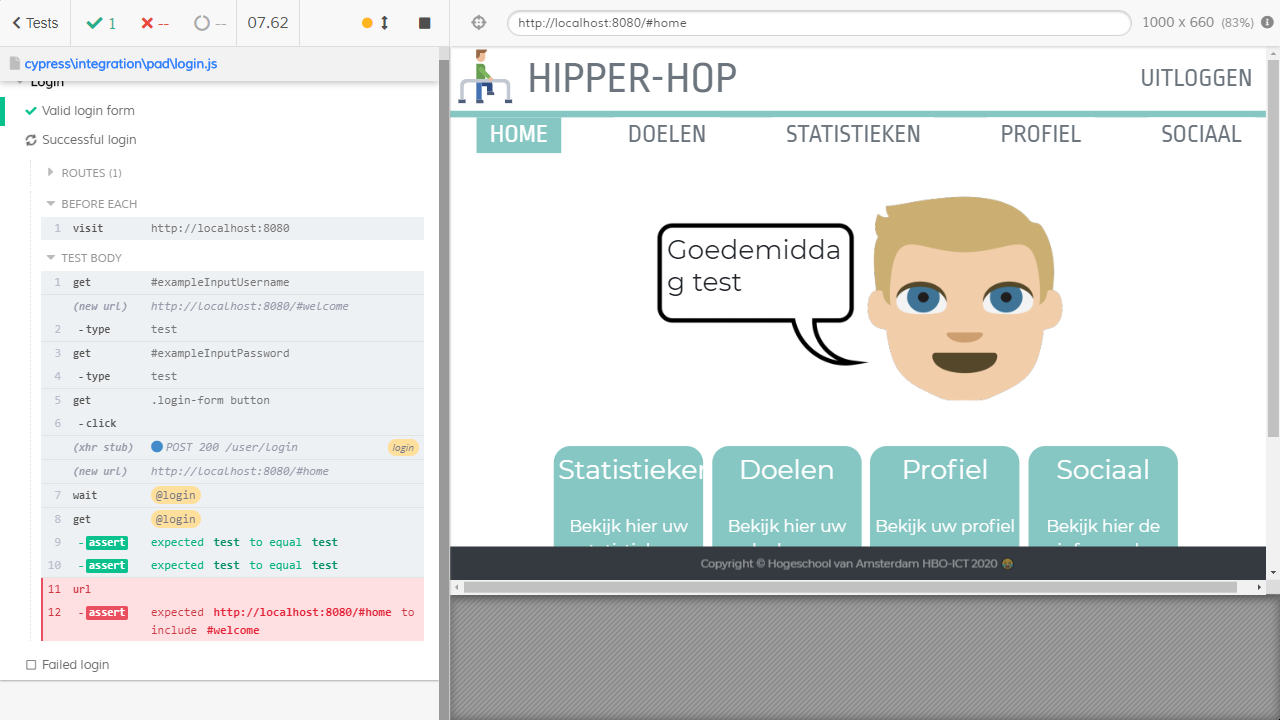 Tests
1
--
--
07.62
http://localhost:8080/#home
1000 x 660 (83%)
cypress\integration\pad\login.js
Login
Valid login form
Successful login
ROUTES (1)
BEFORE EACH
1 visit http://localhost:8080
TEST BODY
1 get #exampleInputUsername
(new url) http://localhost:8080/#welcome
2 -type test
3 get #exampleInputPassword
4 -type test
5 get .login-form button
6 -click
(xhr stub) POST 200 /user/login login
(new url) http://localhost:8080/#home
7 wait @login
8 get @login
9 -assert expected test to equal test
10 -assert expected test to equal test
11 url
12 -assert expected http://localhost:8080/#home to
include #welcome
Failed login
HIPPER-HOP
UITLOGGEN
HOME DOELEN STATISTIEKEN PROFIEL SOCIAAL
Goedemidda
g test
Statistieken Doelen Profiel Sociaal
Bekijk hier uw Bekijk hier uw Bekijk uw profiel Bekijk hier de
Copyright © Hogeschool van Amsterdam HBO-ICT 2020